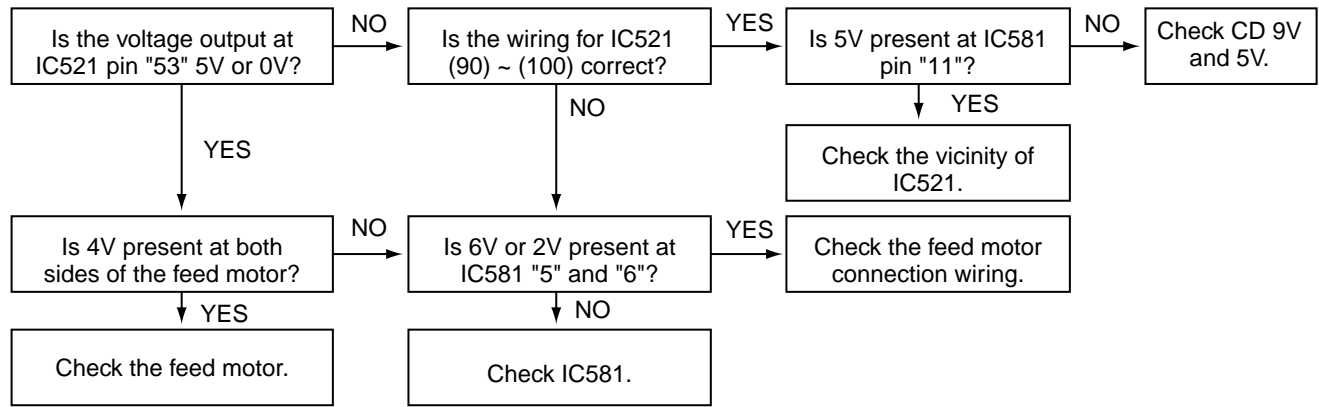 Is the voltage output at
IC521 pin "53" 5V or 0V?
NO
Is the wiring for IC521
(90) ~ (100) correct?
YES
Is 5V present at IC581
pin "11"?
NO
Check CD 9V
and 5V.
YES
NO
YES
Check the vicinity of
IC521.
Is 4V present at both
sides of the feed motor?
NO
Is 6V or 2V present at
IC581 "5" and "6"?
YES
Check the feed motor
connection wiring.
YES
NO
Check the feed motor.
Check IC581.